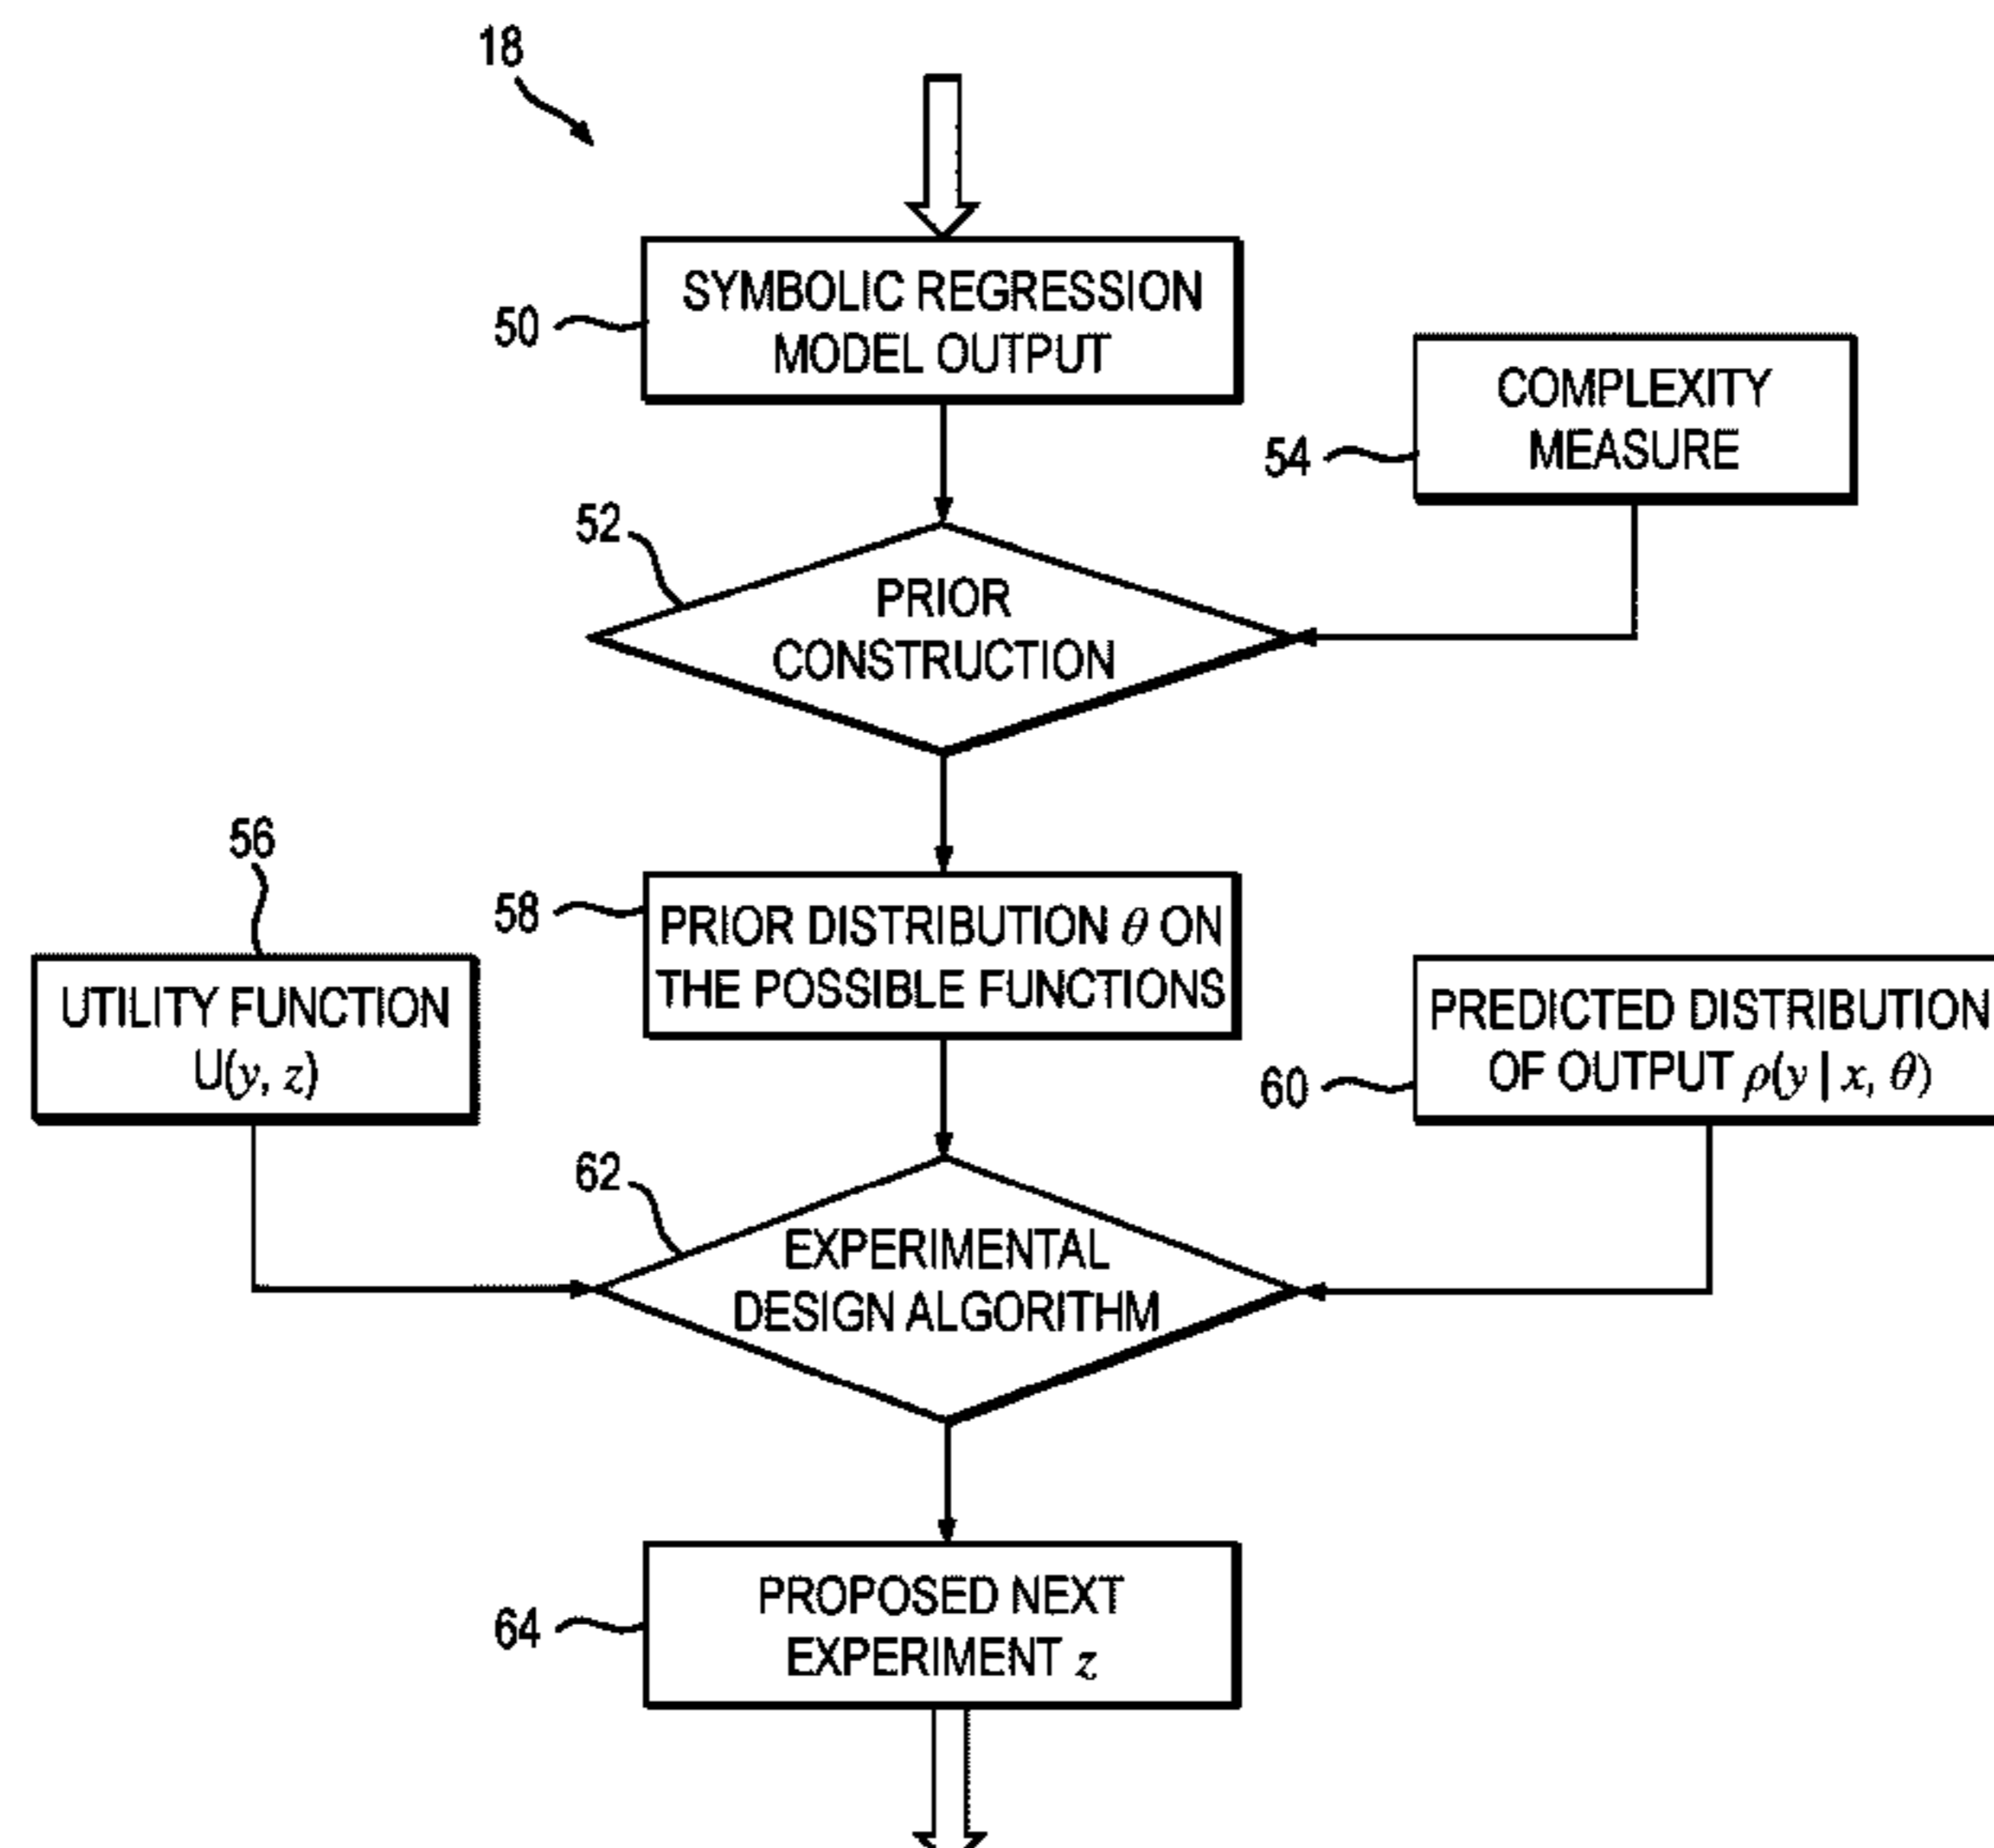 18
SYMBOLIC REGRESSION
MODEL OUTPUT
50
COMPLEXITY
MEASURE
54
52
PRIOR
CONSTRUCTION
56
58
PRIOR DISTRIBUTION θ ON
THE POSSIBLE FUNCTIONS
UTILITY FUNCTION
U(y, z)
PREDICTED DISTRIBUTION
OF OUTPUT ρ(y | x, θ)
60
62
EXPERIMENTAL
DESIGN ALGORITHM
PROPOSED NEXT
EXPERIMENT z
64